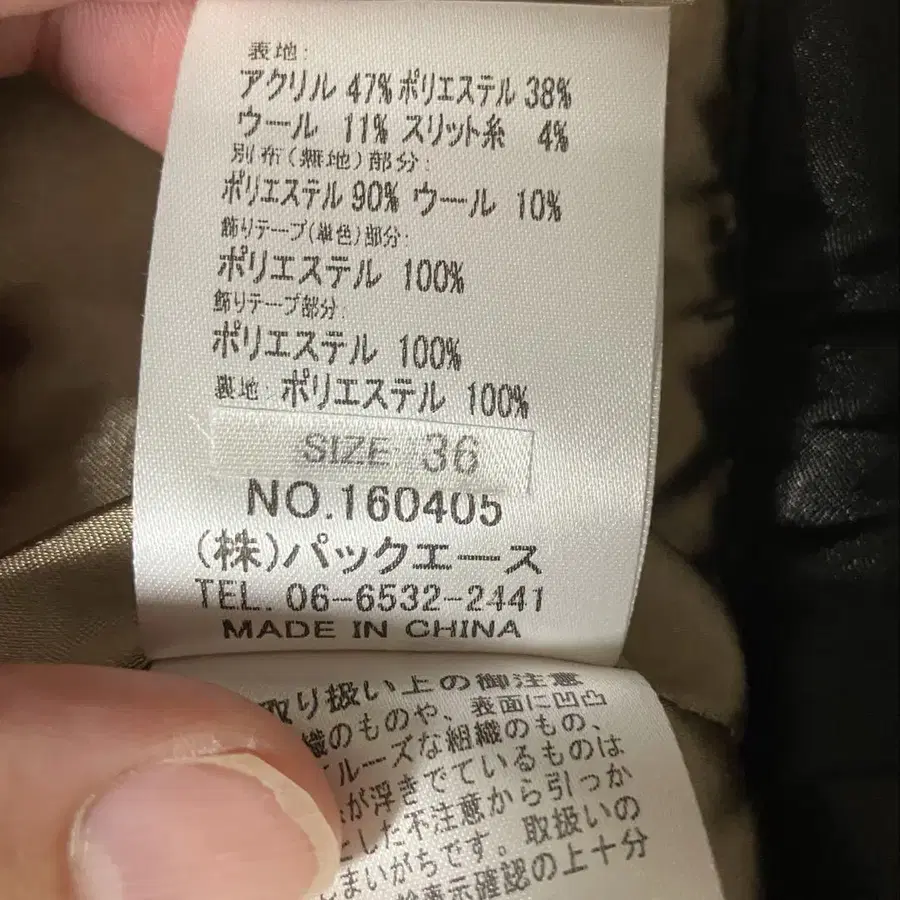 表地:
アクリル 47% ポリエステル 38%
ウール 11% スリット糸 4%
別布(無地)部分:
ポリエステル 90% ウール 10%
飾りテープ(単色)部分:
ポリエステル 100%
飾りテープ部分:
ポリエステル 100%
裏地: ポリエステル 100%
SIZE 36
NO.160405
(株)パックエース
TEL. 06-6532-2441
MADE IN CHINA
取り扱い上の御注意
織のものや、表面に凹凸
ルーズな組織のもの、
が浮きでているものは
とした不注意から引っか
まいがちです。取扱いの
表示確認の上十分